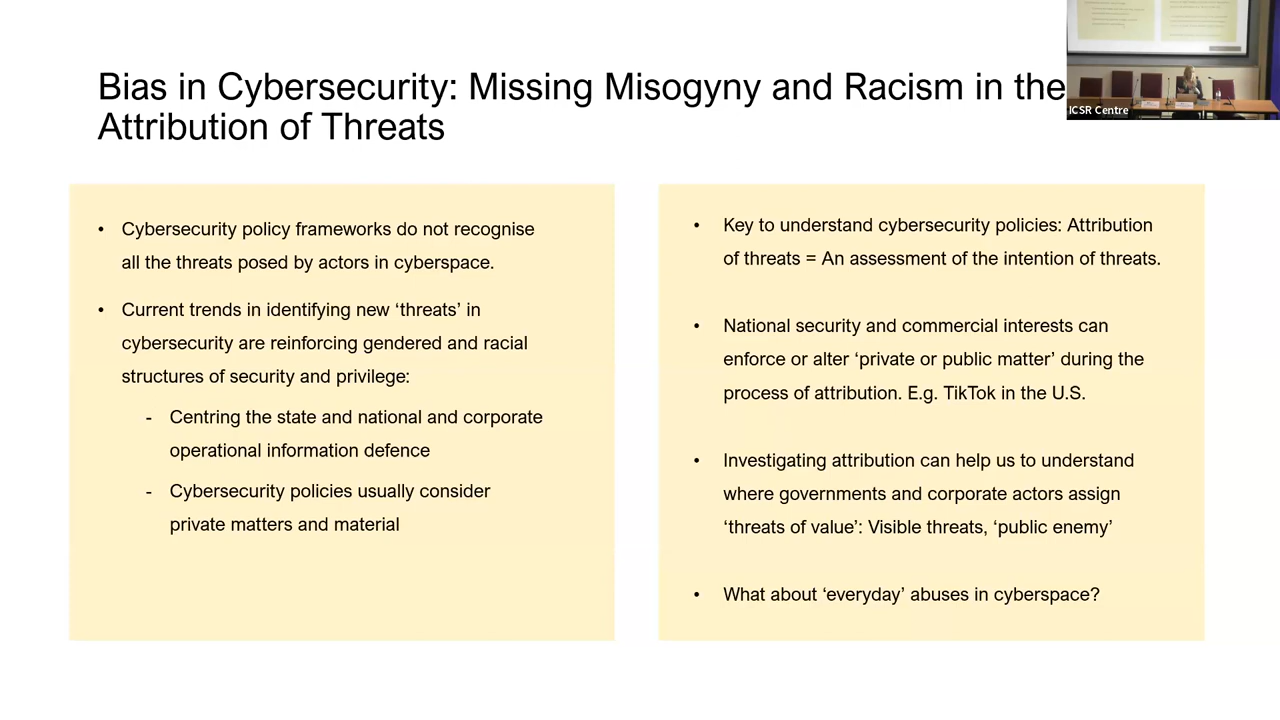 Bias in Cybersecurity: Missing Misogyny and Racism in the
Attribution of Threats
ICSR Centre
• Cybersecurity policy frameworks do not recognise
all the threats posed by actors in cyberspace.
• Current trends in identifying new ‘threats’ in
cybersecurity are reinforcing gendered and racial
structures of security and privilege:
- Centring the state and national and corporate
operational information defence
- Cybersecurity policies usually consider
private matters and material
• Key to understand cybersecurity policies: Attribution
of threats = An assessment of the intention of threats.
• National security and commercial interests can
enforce or alter ‘private or public matter’ during the
process of attribution. E.g. TikTok in the U.S.
• Investigating attribution can help us to understand
where governments and corporate actors assign
‘threats of value’: Visible threats, ‘public enemy’
• What about ‘everyday’ abuses in cyberspace?